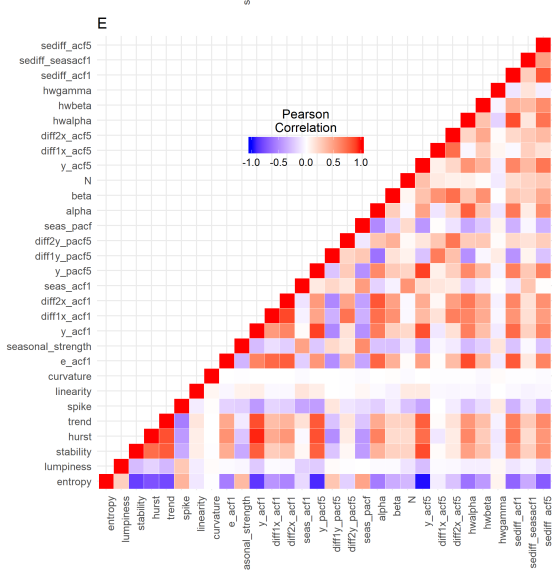 E
sediff_acf5
sediff_seasacf1
sediff_acf1
hwgamma
hwbeta
hwalpha
diff2x_acf5
diff1x_acf5
y_acf5
N
beta
alpha
seas_pacf
diff2y_pacf5
diff1y_pacf5
y_pacf5
seas_acf1
diff2x_acf1
diff1x_acf1
y_acf1
seasonal_strength
e_acf1
curvature
linearity
spike
trend
hurst
stability
lumpiness
entropy
Pearson
Correlation
-1.0 -0.5 0.0 0.5 1.0
entropy
lumpiness
stability
hurst
trend
spike
linearity
curvature
e_acf1
asonal_strength
y_acf1
diff1x_acf1
diff2x_acf1
seas_acf1
y_pacf5
diff1y_pacf5
diff2y_pacf5
seas_pacf
alpha
beta
N
y_acf5
diff1x_acf5
diff2x_acf5
hwalpha
hwbeta
hwgamma
sediff_acf1
sediff_seasacf1
sediff_acf5